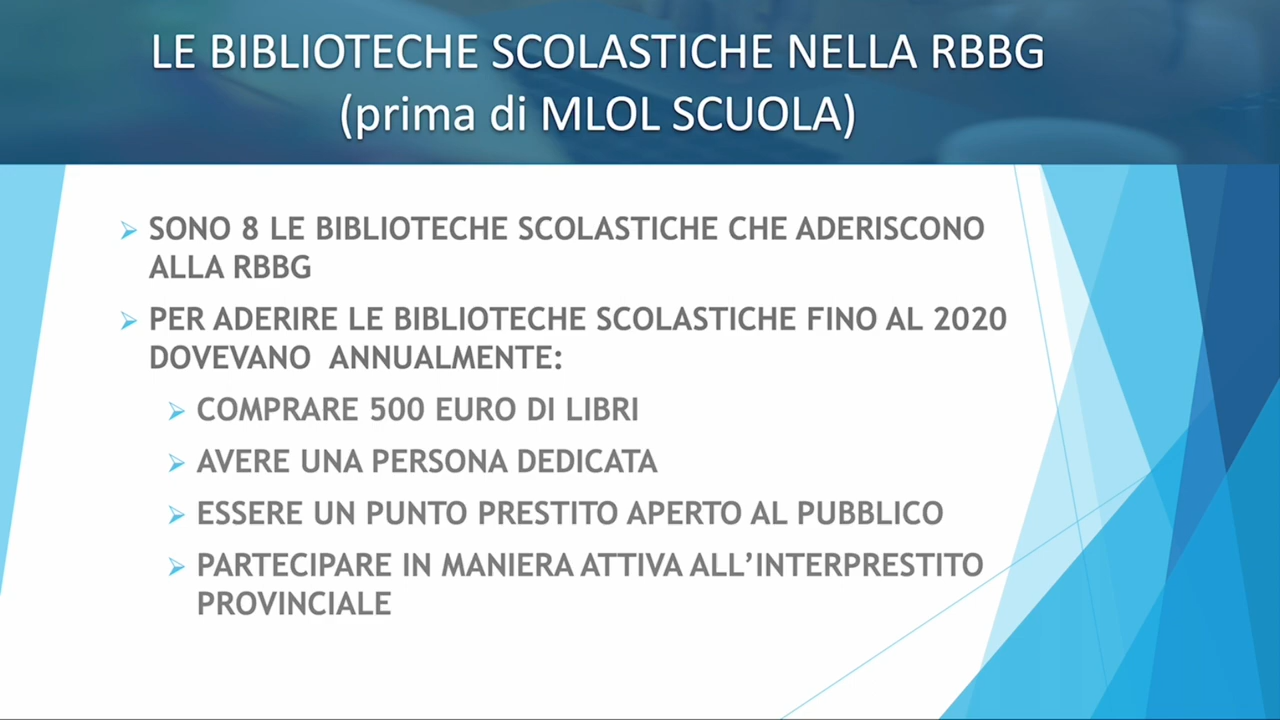 LE BIBLIOTECHE SCOLASTICHE NELLA RBBG
(prima di MLOL SCUOLA)
SONO 8 LE BIBLIOTECHE SCOLASTICHE CHE ADERISCONO
ALLA RBBG
PER ADERIRE LE BIBLIOTECHE SCOLASTICHE FINO AL 2020
DOVEVANO ANNUALMENTE:
COMPRARE 500 EURO DI LIBRI
AVERE UNA PERSONA DEDICATA
ESSERE UN PUNTO PRESTITO APERTO AL PUBBLICO
PARTECIPARE IN MANIERA ATTIVA ALL’INTERPRESTITO
PROVINCIALE